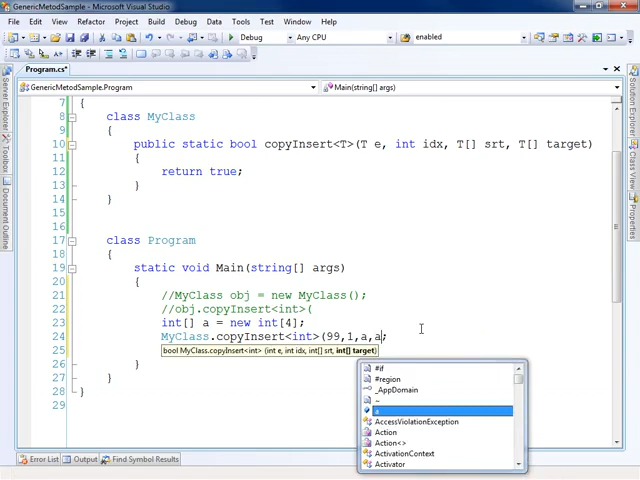 GenericMetodSample - Microsoft Visual Studio
File Edit View Refactor Project Build Debug Data Tools Test Window Help
Debug Any CPU enabled
Program.cs*
GenericMetodSample.Program Main(string[] args)
7 {
8 class MyClass
9 {
10 public static bool copyInsert<T>(T e, int idx, T[] srt, T[] target)
11 {
12 return true;
13 }
14 }
15
16
17 class Program
18 {
19 static void Main(string[] args)
20 {
21 //MyClass obj = new MyClass();
22 //obj.copyInsert<int>(
23 int[] a = new int[4];
24 MyClass.copyInsert<int>(99,1,a,a;
25 bool MyClass.copyInsert<int> (int e, int idx, int[] srt, int[] target)
26 }
27 }
28 }
29
#if
#region
_AppDomain
~
a
AccessViolationException
Action
Action<>
ActivationContext
Activator
Server Explorer
Toolbox
Document Outline
Solution Explorer
Class View
Properties
Error List Output Find Symbol Results